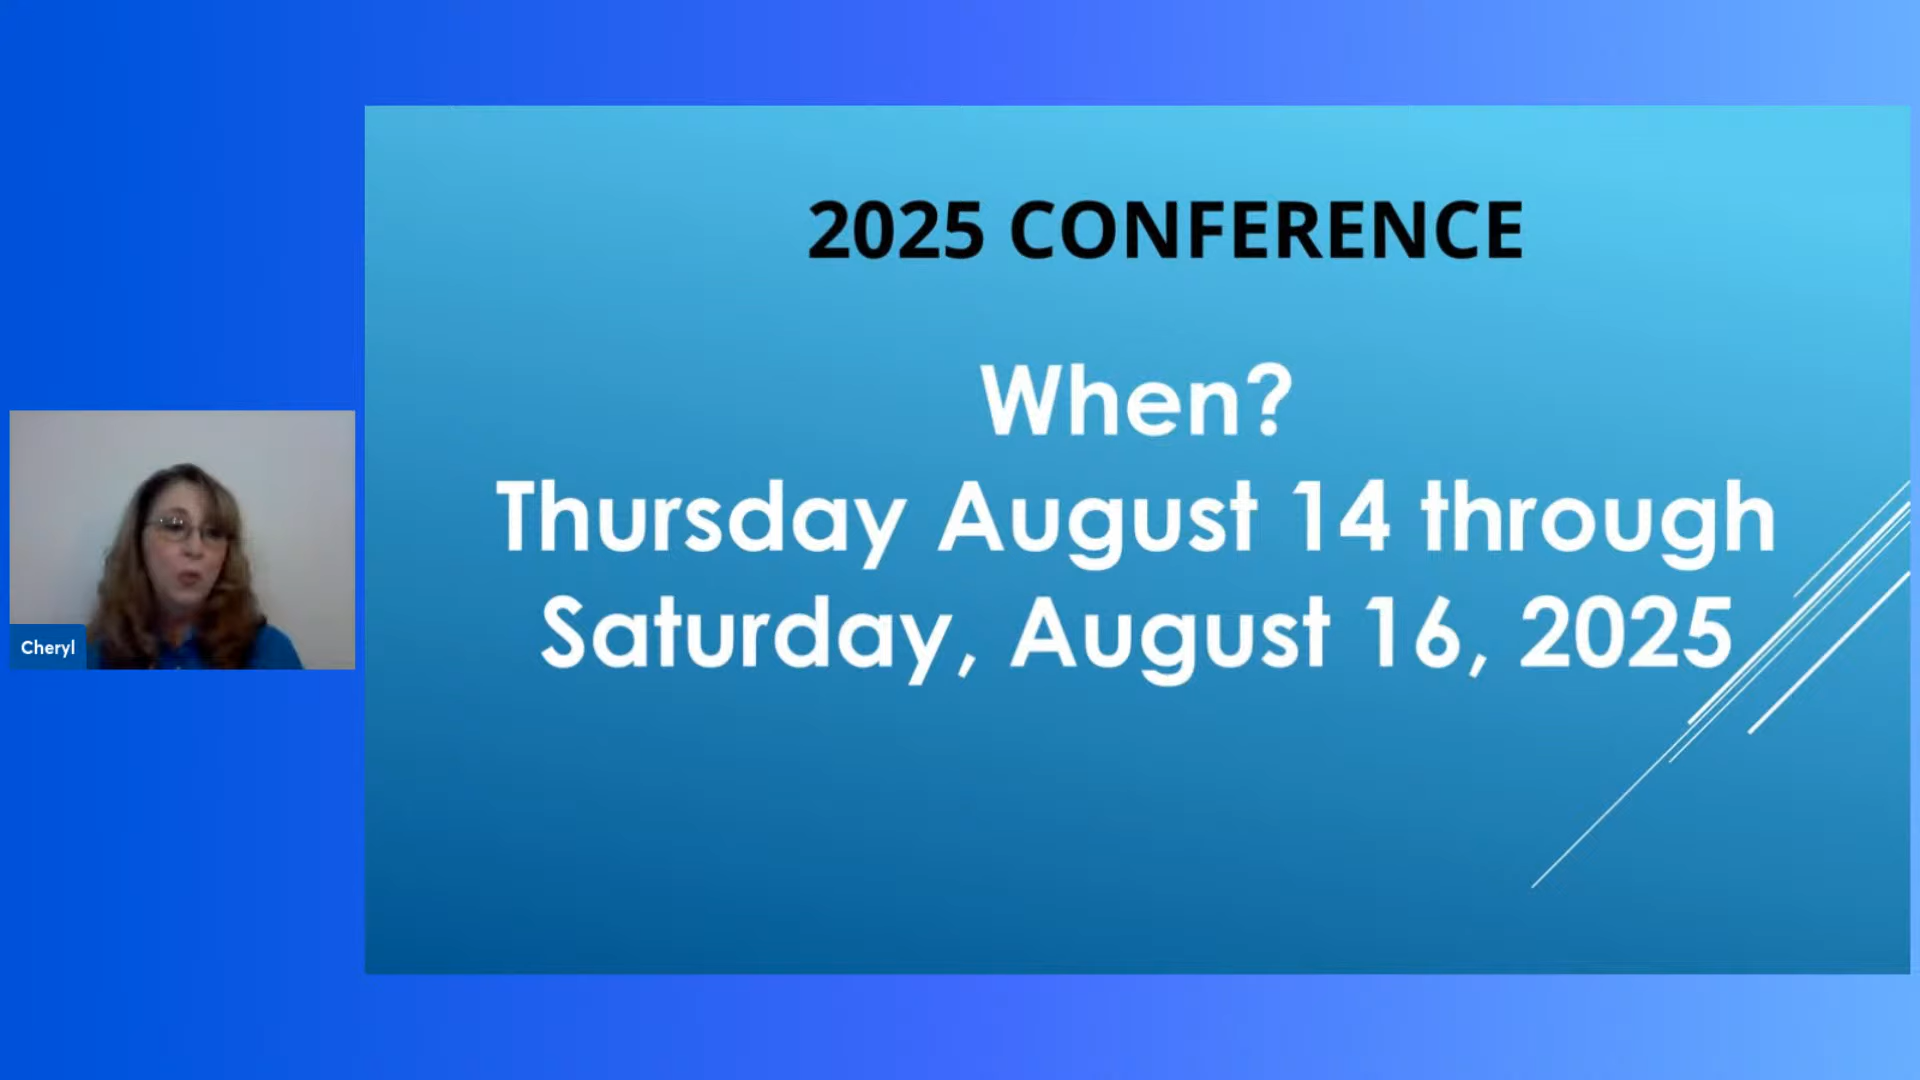 2025 CONFERENCE
When?
Thursday August 14 through
Saturday, August 16, 2025
Cheryl